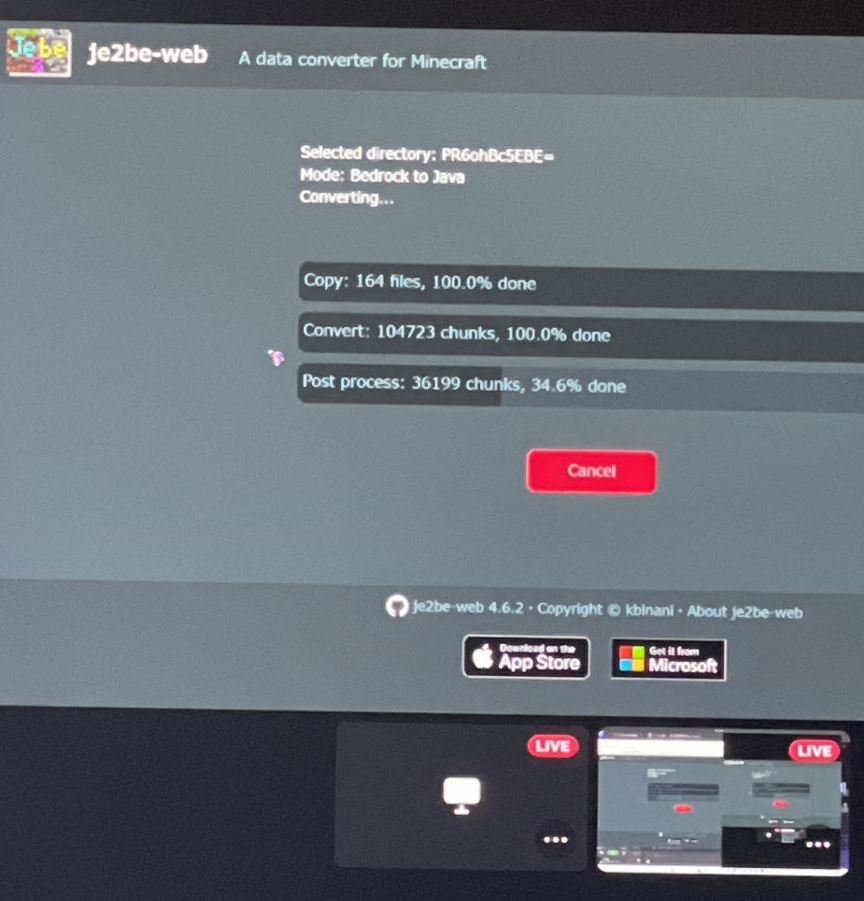 Je be
je2be-web
A data converter for Minecraft
Selected directory: PR6ohBcSEBE=
Mode: Bedrock to Java
Converting...
Copy: 164 files, 100.0% done
Convert: 104723 chunks, 100.0% done
Post process: 36199 chunks, 34.6% done
Cancel
je2be-web 4.6.2 · Copyright © kbinani · About je2be-web
Download on the
App Store
Get it from
Microsoft
LIVE
LIVE